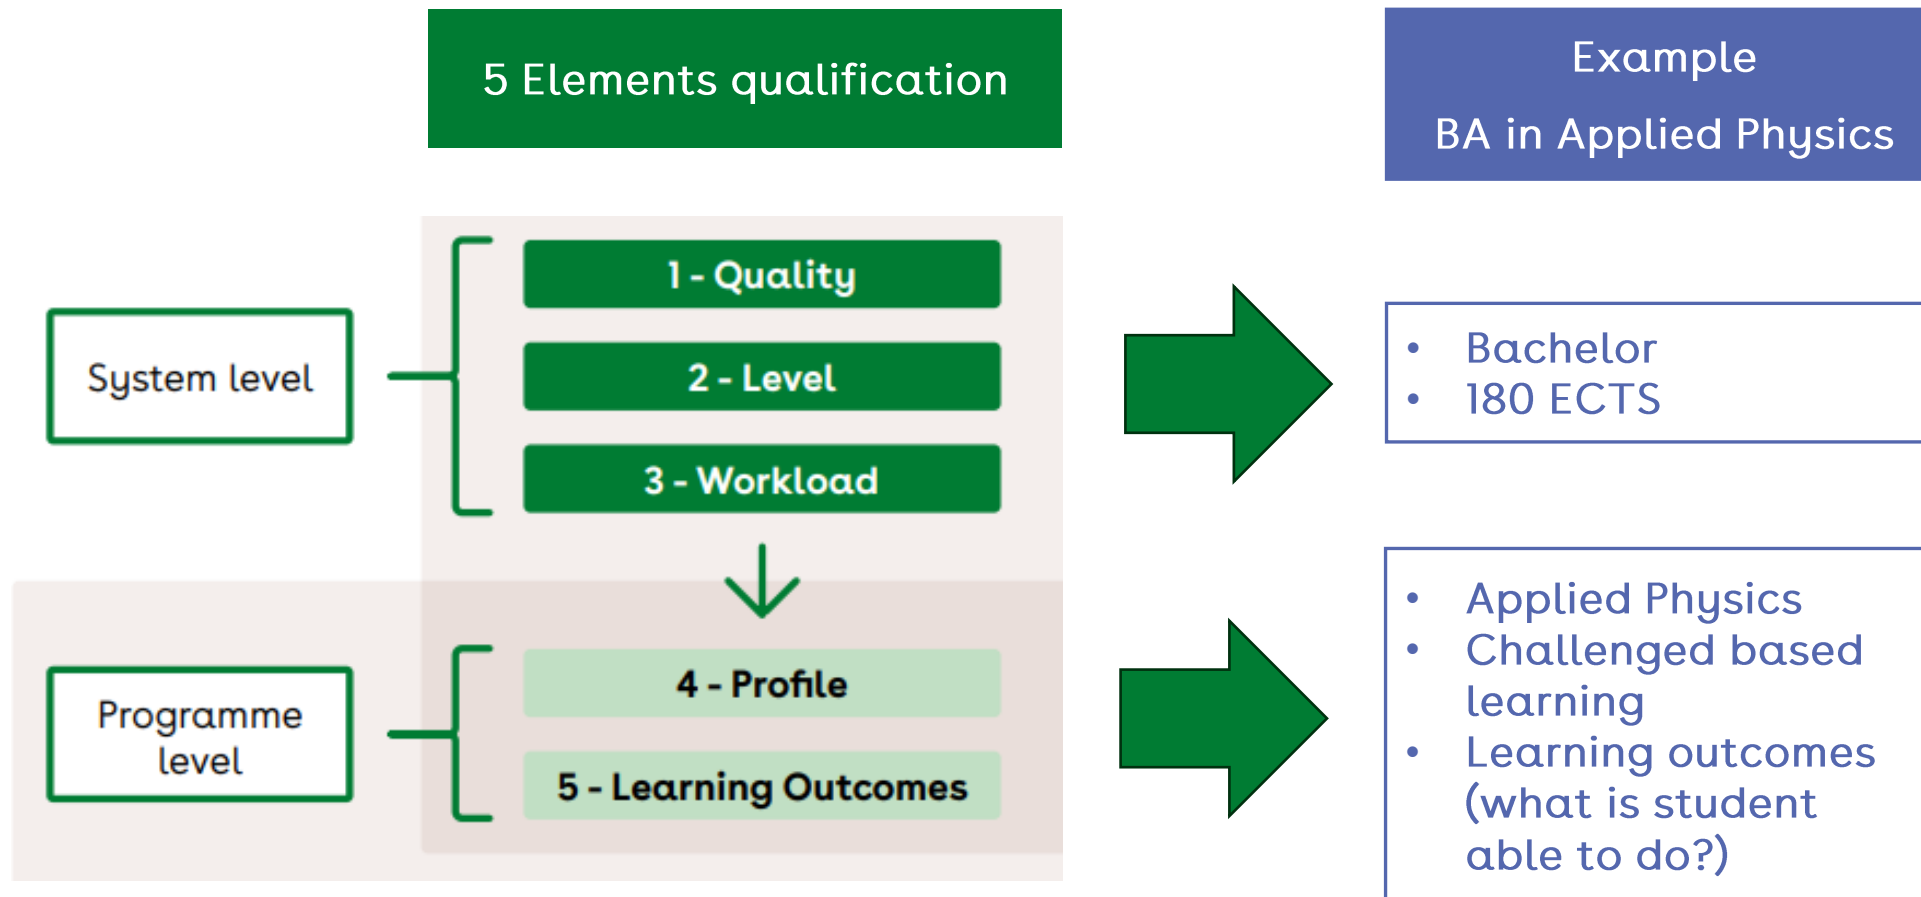 5 Elements qualification
Example
BA in Applied Physics
System level
1 - Quality
2 - Level
3 - Workload
• Bachelor
• 180 ECTS
Programme
level
4 - Profile
5 - Learning Outcomes
• Applied Physics
• Challenged based
learning
• Learning outcomes
(what is student
able to do?)